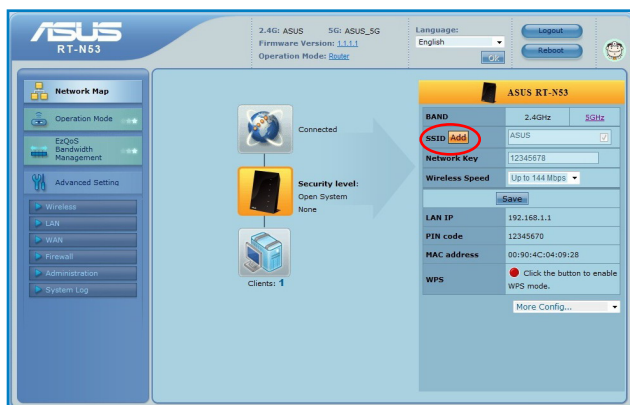 ASUS
RT-N53
2.4G: ASUS 5G: ASUS_5G
Firmware Version: 1.1.1.1
Operation Mode: Router
Language:
English
OK
Logout
Reboot
Network Map
Operation Mode
EzQoS
Bandwidth
Management
Advanced Setting
Wireless
LAN
WAN
Firewall
Administration
System Log
Connected
Security level:
Open System
None
Clients: 1
ASUS RT-N53
BAND 2.4GHz 5GHz
SSID Add ASUS
Network Key 12345678
Wireless Speed Up to 144 Mbps
Save
LAN IP 192.168.1.1
PIN code 12345670
MAC address 00:90:4C:04:09:28
WPS Click the button to enable
WPS mode.
More Config...